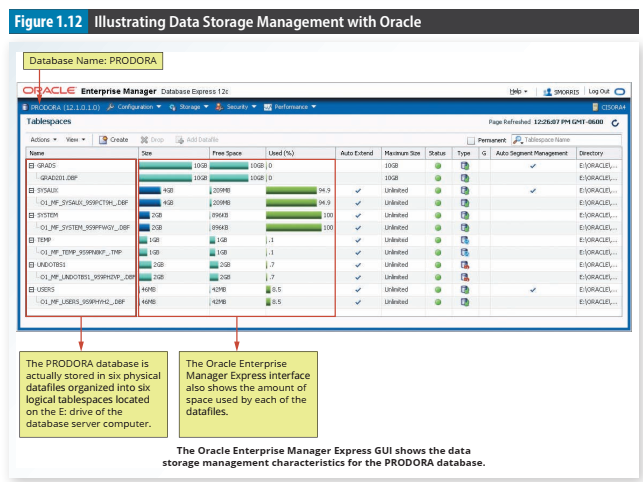 Figure 1.12 Illustrating Data Storage Management with Oracle
Database Name: PRODORA
ORACLE Enterprise Manager Database Express 12c
Help SMORRIS Log Out
PRODORA (12.1.0.1.0) Configuration Storage Security Performance
CISORA4
Tablespaces
Page Refreshed 12:26:07 PM GMT-0600
Actions View Create Drop Add Datafile
Permanent Tablespace Name
Name Size Free Space Used (%) Auto Extend Maximum Size Status Type G Auto Segment Management Directory
GRADS 10GB 10GB 0 10GB E:\ORACLE\,...
GRAD201.DBF 10GB 10GB 0 10GB E:\ORACLE\,...
SYSAUX 4GB 209MB 94.9 Unlimited E:\ORACLE\,...
O1_MF_SYSAUX_959PCT9H_.DBF 4GB 209MB 94.9 Unlimited E:\ORACLE\,...
SYSTEM 2GB 896KB 100 Unlimited E:\ORACLE\,...
O1_MF_SYSTEM_959PFWGY_.DBF 2GB 896KB 100 Unlimited E:\ORACLE\,...
TEMP 1GB 1GB .1 Unlimited E:\ORACLE\,...
O1_MF_TEMP_959PN8KF_.TMP 1GB 1GB .1 Unlimited E:\ORACLE\,...
UNDOTBS1 2GB 2GB .7 Unlimited E:\ORACLE\,...
O1_MF_UNDOTBS1_959PHZVP_.DBF 2GB 2GB .7 Unlimited E:\ORACLE\,...
USERS 46MB 42MB 8.5 Unlimited E:\ORACLE\,...
O1_MF_USERS_959PHYH2_.DBF 46MB 42MB 8.5 Unlimited E:\ORACLE\,...
The PRODORA database is
actually stored in six physical
datafiles organized into six
logical tablespaces located
on the E: drive of the
database server computer.
The Oracle Enterprise
Manager Express interface
also shows the amount of
space used by each of the
datafiles.
The Oracle Enterprise Manager Express GUI shows the data
storage management characteristics for the PRODORA database.